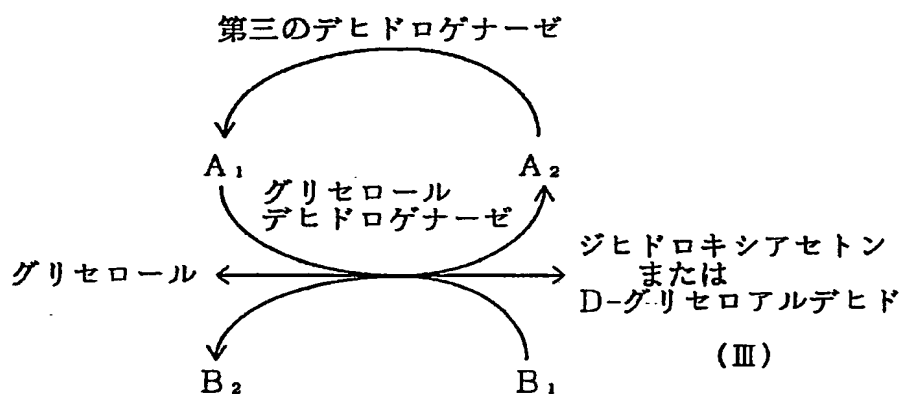 第三のデヒドロゲナーゼ
A₁
A₂
グリセロール
デヒドロゲナーゼ
グリセロール
ジヒドロキシアセトン
または
D-グリセロアルデヒド
(Ⅲ)
B₂
B₁